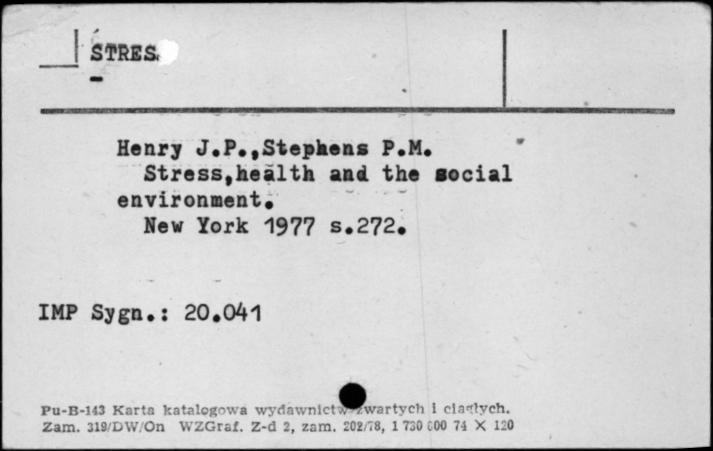 STRES
Henry J.P.,Stephens P.M.
Stress,health and the social
environment.
New York 1977 s.272.
IMP Sygn.: 20.041
Pu-B-143 Karta katalogowa wydawnictw zwartych i ciągłych.
Zam. 319/DW/On WZGraf. Z-d 2, zam. 202/78, 1 730 000 74 X 120